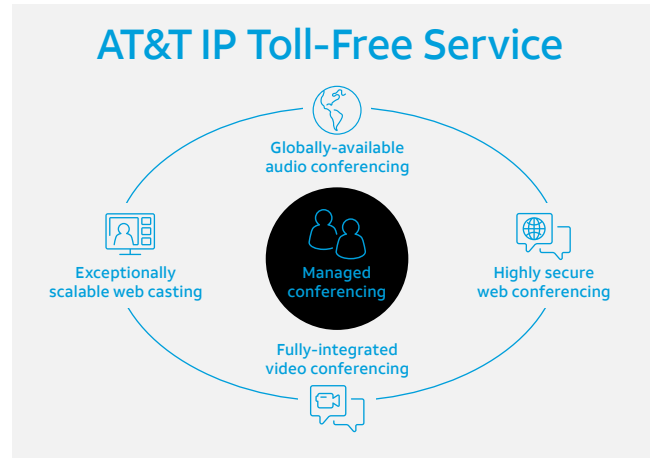 AT&T IP Toll-Free Service
Globally-available
audio conferencing
Exceptionally
scalable web casting
Managed
conferencing
Highly secure
web conferencing
Fully-integrated
video conferencing